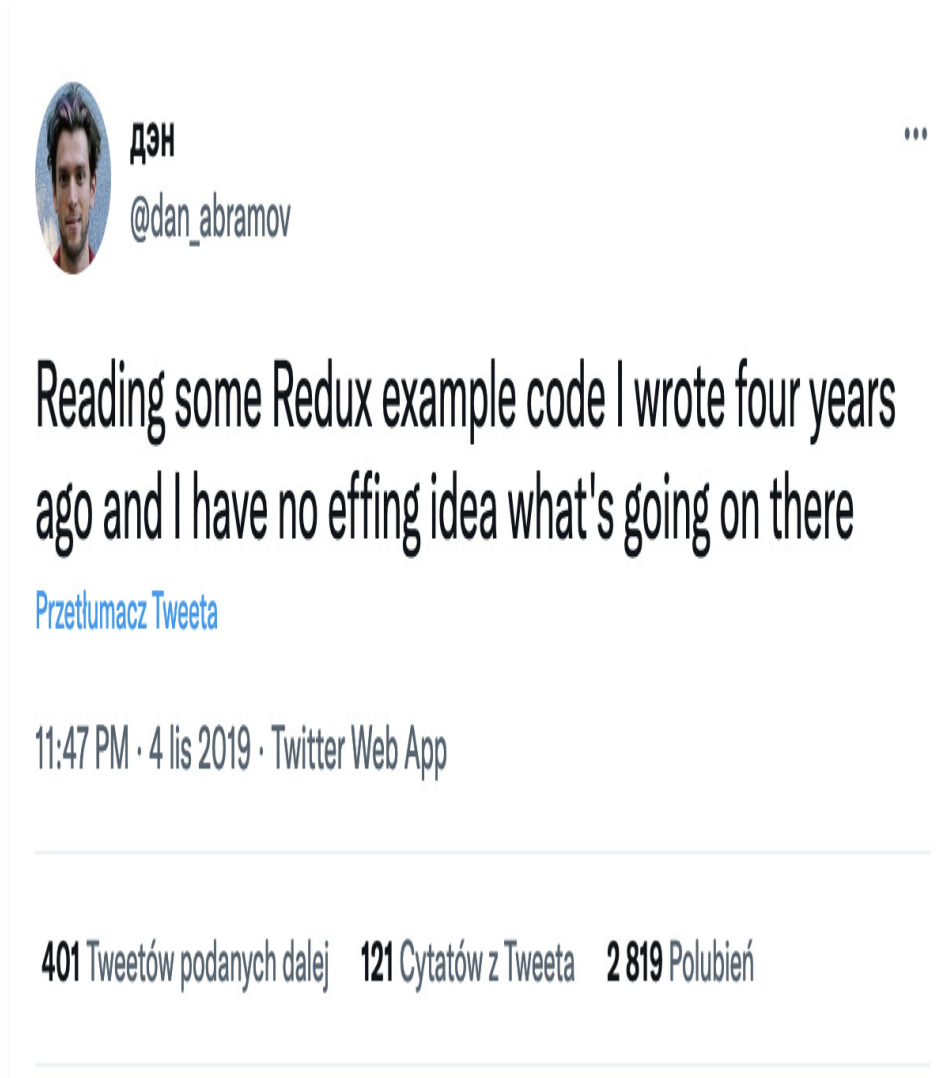 дэн
@dan_abramov
Reading some Redux example code I wrote four years
ago and I have no effing idea what's going on there
Przetłumacz Tweeta
11:47 PM · 4 lis 2019 · Twitter Web App
401 Tweetów podanych dalej 121 Cytatów z Tweeta 2 819 Polubień